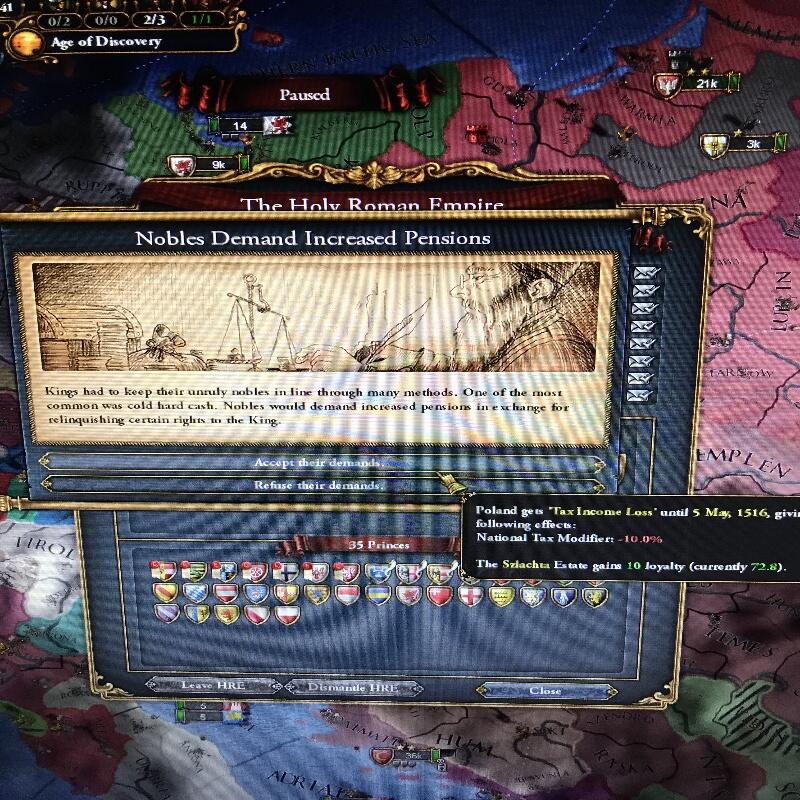 41
0/2 0/0 2/3 1/1
Age of Discovery
Paused
21k
14
3k
9k
The Holy Roman Empire
Nobles Demand Increased Pensions
Kings had to keep their unruly nobles in line through many methods. One of the most
common was cold hard cash. Nobles would demand increased pensions in exchange for
relinquishing certain rights to the King.
Accept their demands.
Refuse their demands.
Poland gets 'Tax Income Loss' until 5 May, 1516, givin
following effects:
National Tax Modifier: -10.0%
The Szlachta Estate gains 10 loyalty (currently 72.8).
35 Princes
TIROL
EMPLEN
Leave HRE
Dismantle HRE
Close
5
5
HUM
36k
ADRIA